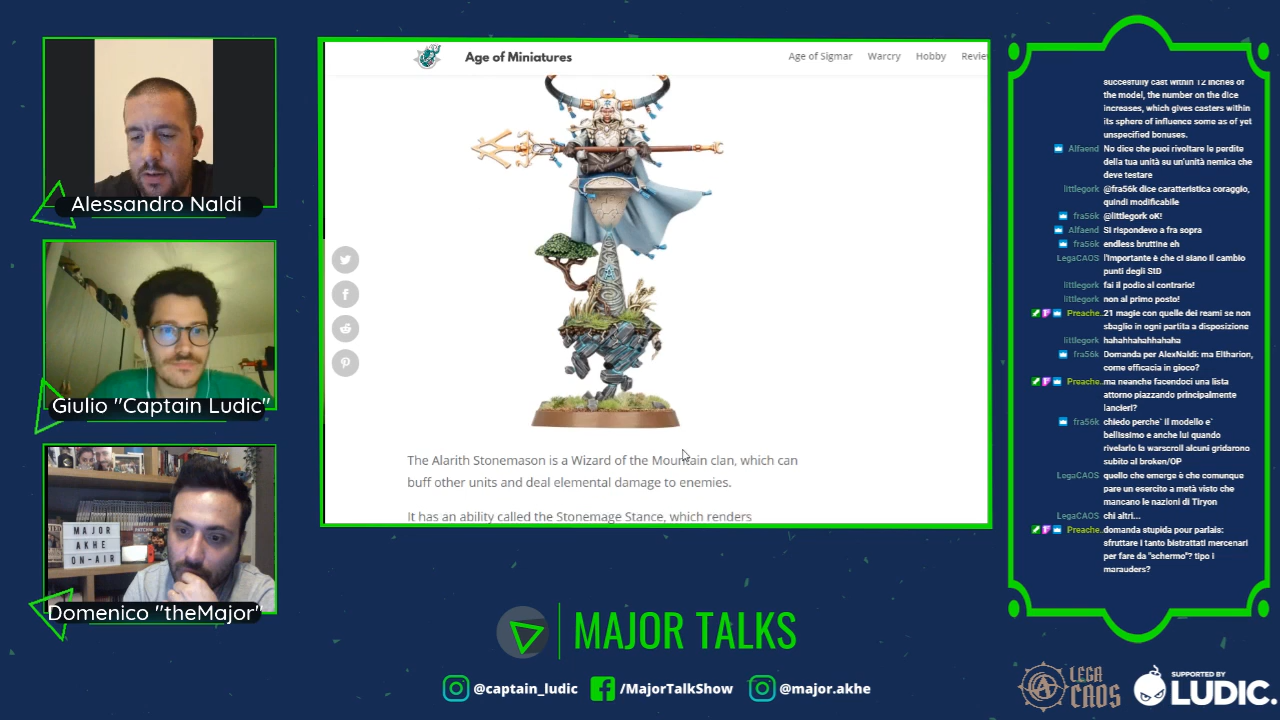 Alessandro Naldi
Giulio "Captain Ludic"
MAJOR
AKHE
ON-AIR
Domenico "theMajor"
Age of Miniatures
Age of Sigmar Warcry Hobby
The Alarith Stonemason is a Wizard of the Mountain clan, which can
buff other units and deal elemental damage to enemies.
It has an ability called the Stonemage Stance, which renders
succesfully cast within 12 inches of
the model, the number on the dice
increases, which gives casters within
its sphere of influence some as of yet
unspecified bonuses.
Alfaend No dice che puoi rivoltare le perdite
della tua unità su un'unità nemica che
deve testare
littlegork @fra56k dice caratteristica coraggio,
quindi modificabile
fra56k @littlegork oK!
Alfaend Si rispondevo a fra sopra
fra56k endless bruttine eh
LegaCAOS l'importante è che ci siano il cambio
punti degli StD
littlegork fai il podio al contrario!
littlegork non al primo posto!
Preache.. 21 magie con quelle dei reami se non
sbaglio in ogni partita a disposizione
littlegork hahahhahahhahaha
fra56k Domanda per AlexNaldi: ma Eltharion,
come efficacia in gioco?
Preache.. ma neanche facendoci una lista
attorno piazzando principalmente
lancieri?
fra56k chiedo perche` il modello e`
bellissimo e anche lui quando
rivelarlo la warscroll alcuni gridarono
subito al broken/OP
LegaCAOS quello che emerge è che comunque
pare un esercito a metà visto che
mancano le nazioni di Tiryon
LegaCAOS chi altri...
Preache.. domanda stupida pour parlais:
sfruttare i tanto bistrattati mercenari
per fare da "schermo"? tipo i
marauders?
MAJOR TALKS
@captain_ludic /MajorTalkShow @major.akhe
LEGA
CAOS
SUPPORTED BY
LUDIC.